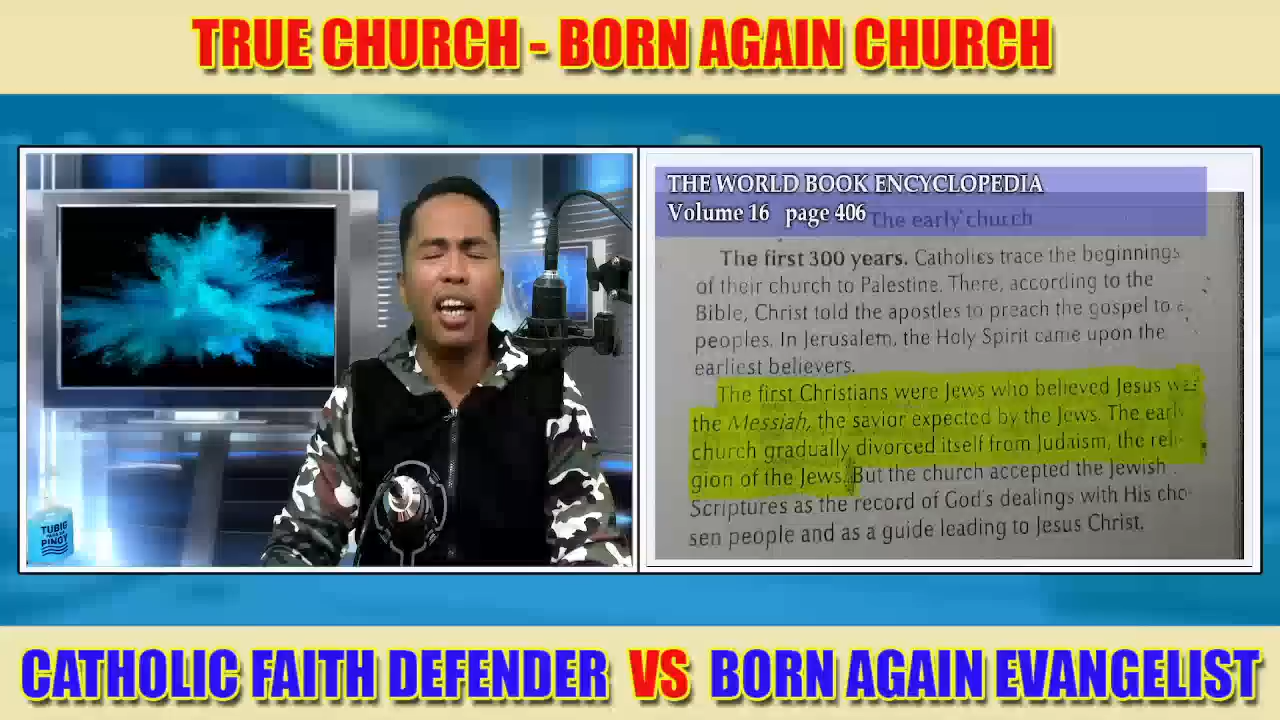 TRUE CHURCH - BORN AGAIN CHURCH
THE WORLD BOOK ENCYCLOPEDIA
Volume 16 page 406
The early church
The first 300 years. Catholics trace the beginnings
of their church to Palestine. There, according to the
Bible, Christ told the apostles to preach the gospel to
peoples. In Jerusalem, the Holy Spirit came upon the
earliest believers.
The first Christians were Jews who believed Jesus was
the Messiah, the savior expected by the Jews. The early
church gradually divorced itself from Judaism, the reli-
gion of the Jews. But the church accepted the Jewish
Scriptures as the record of God's dealings with His cho-
sen people and as a guide leading to Jesus Christ.
TUBIG
PINOY
CATHOLIC FAITH DEFENDER VS BORN AGAIN EVANGELIST